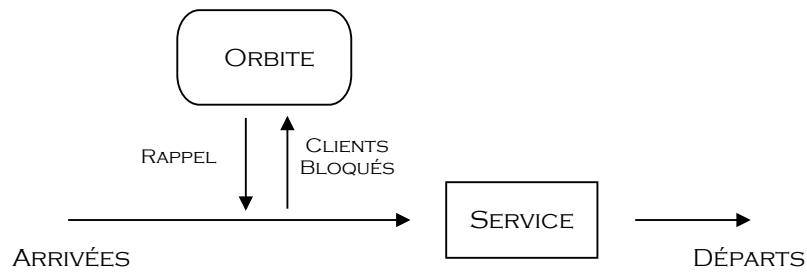 ORBITE
RAPPEL
CLIENTS
BLOQUÉS
SERVICE
ARRIVÉES
DÉPARTS